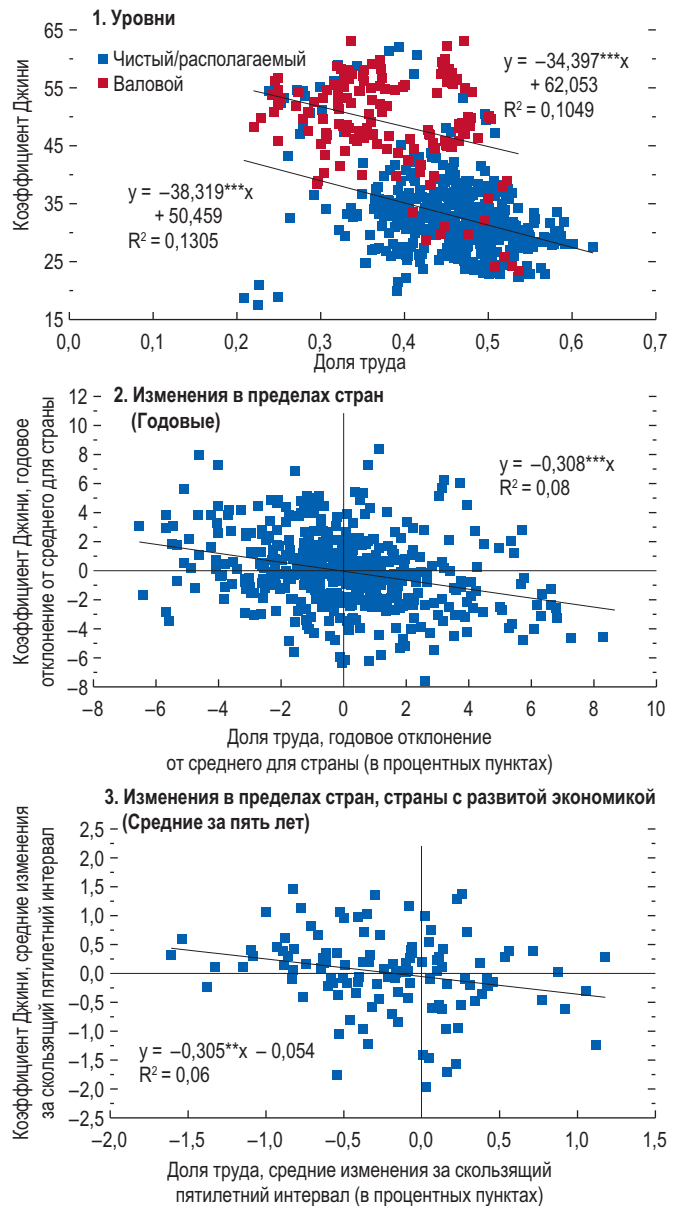 1. Уровни
Чистый/располагаемый
Валовой
y = –34,397***x
+ 62,053
R² = 0,1049
y = –38,319***x
+ 50,459
R² = 0,1305
Коэффициент Джини
65
55
45
35
25
15
0,0 0,1 0,2 0,3 0,4 0,5 0,6 0,7
Доля труда
2. Изменения в пределах стран
(Годовые)
y = –0,308***x
R² = 0,08
Коэффициент Джини, годовое
отклонение от среднего для страны
12
10
8
6
4
2
0
–2
–4
–6
–8
–8 –6 –4 –2 0 2 4 6 8 10
Доля труда, годовое отклонение
от среднего для страны (в процентных пунктах)
3. Изменения в пределах стран, страны с развитой экономикой
(Средние за пять лет)
Коэффициент Джини, средние изменения
за скользящий пятилетний интервал
2,5
2,0
1,5
1,0
0,5
0,0
–0,5
–1,0
–1,5
–2,0
–2,5
y = –0,305**x – 0,054
R² = 0,06
–2,0 –1,5 –1,0 –0,5 0,0 0,5 1,0 1,5
Доля труда, средние изменения за скользящий
пятилетний интервал (в процентных пунктах)